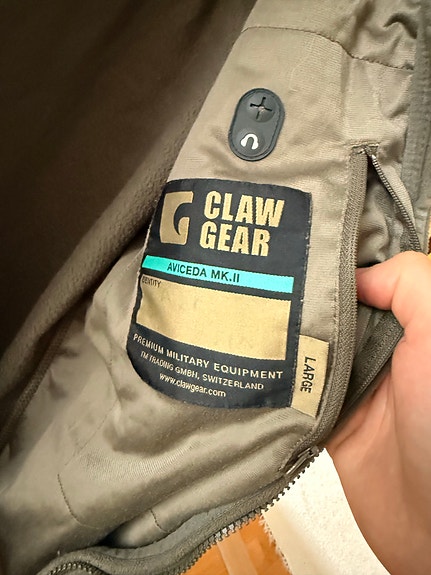 CLAW
GEAR
AVICEDA MK.II
IDENTITY
PREMIUM MILITARY EQUIPMENT
TM TRADING GMBH, SWITZERLAND
www.clawgear.com
LARGE